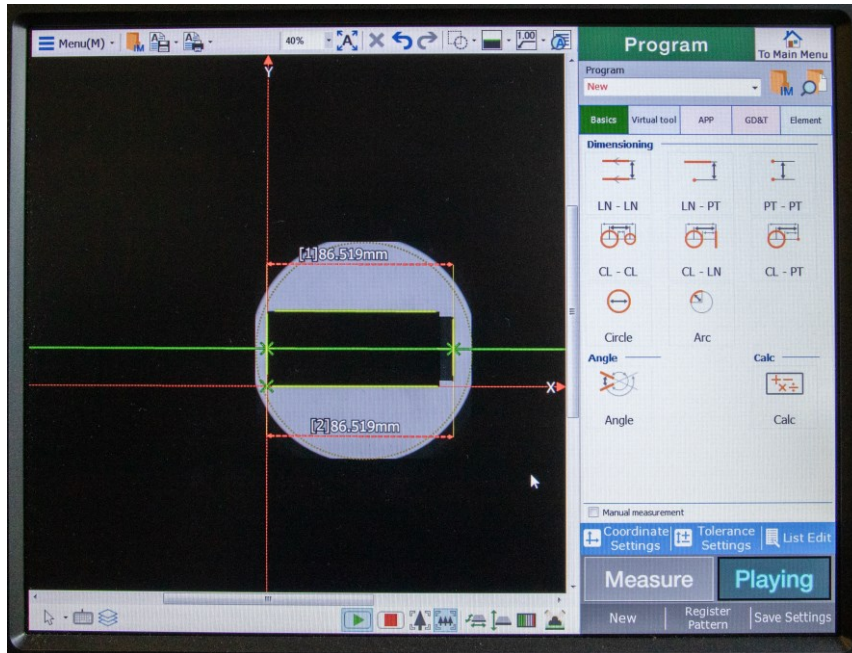 Menu(M)
IM
40%
1.00
Program
To Main Menu
Program
New
IM
Basics
Virtual tool
APP
GD&T
Element
Dimensioning
LN - LN
LN - PT
PT - PT
CL - CL
CL - LN
CL - PT
Circle
Arc
Angle
Calc
Angle
Calc
Y
[1]86.519mm
X
[2]86.519mm
Manual measurement
Coordinate
Settings
Tolerance
Settings
List Edit
Measure
Playing
New
Register
Pattern
Save Settings